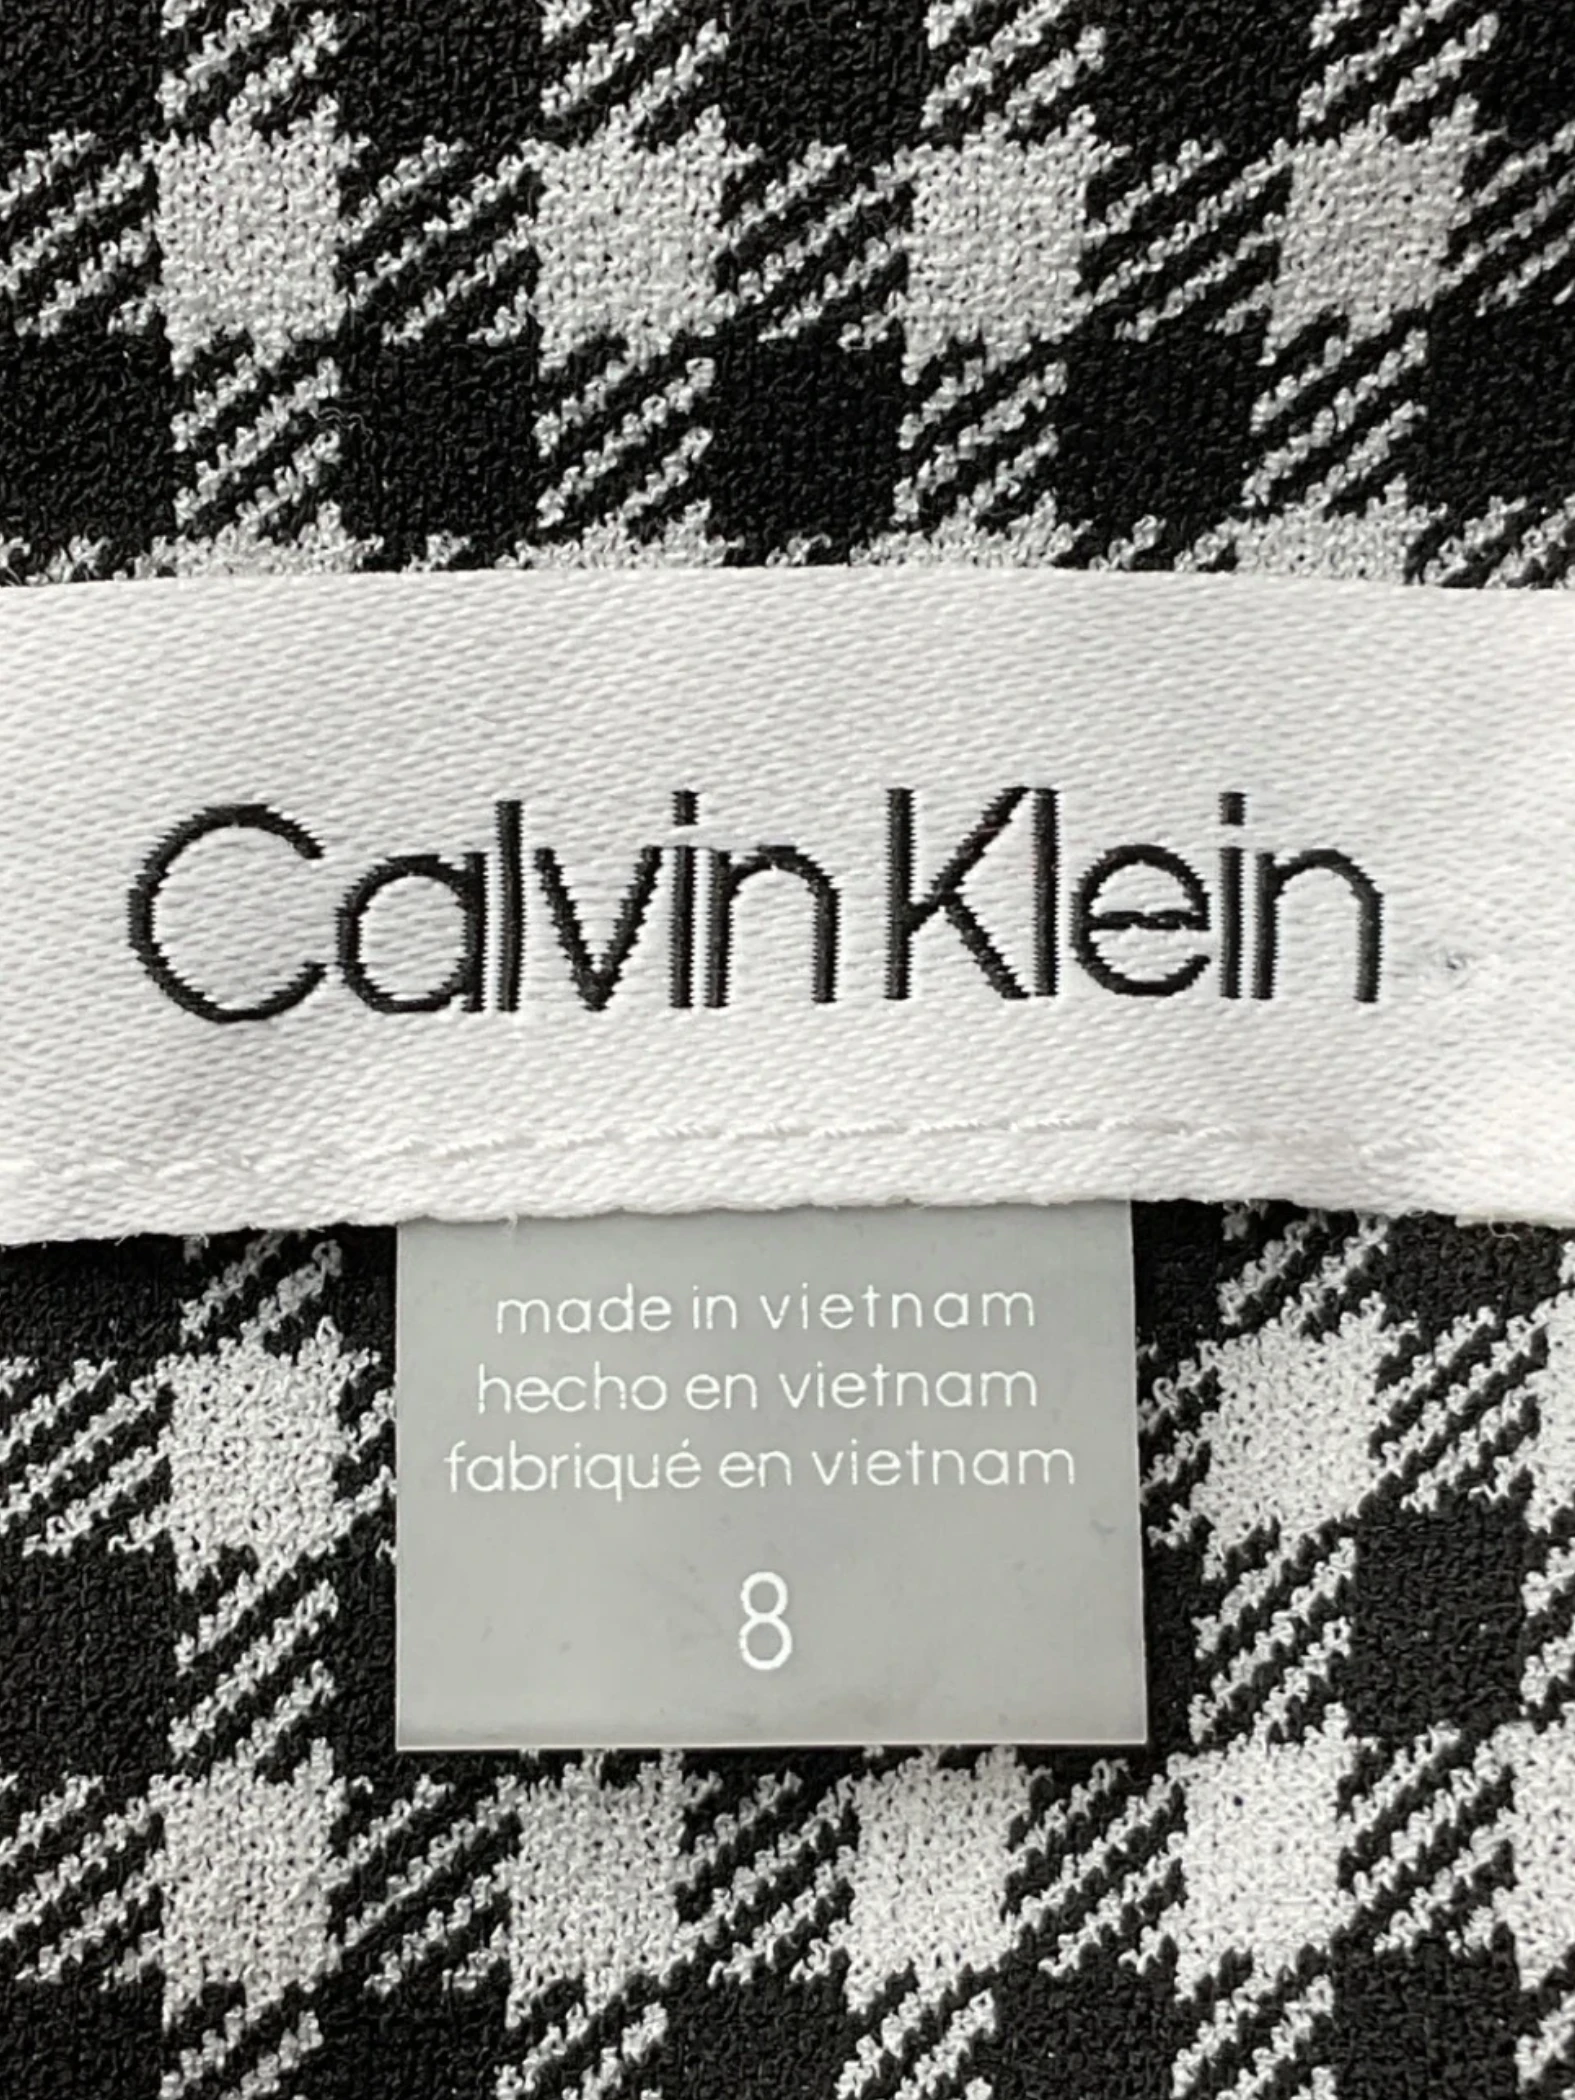 Calvin Klein
made in vietnam
hecho en vietnam
fabriqué en vietnam
8